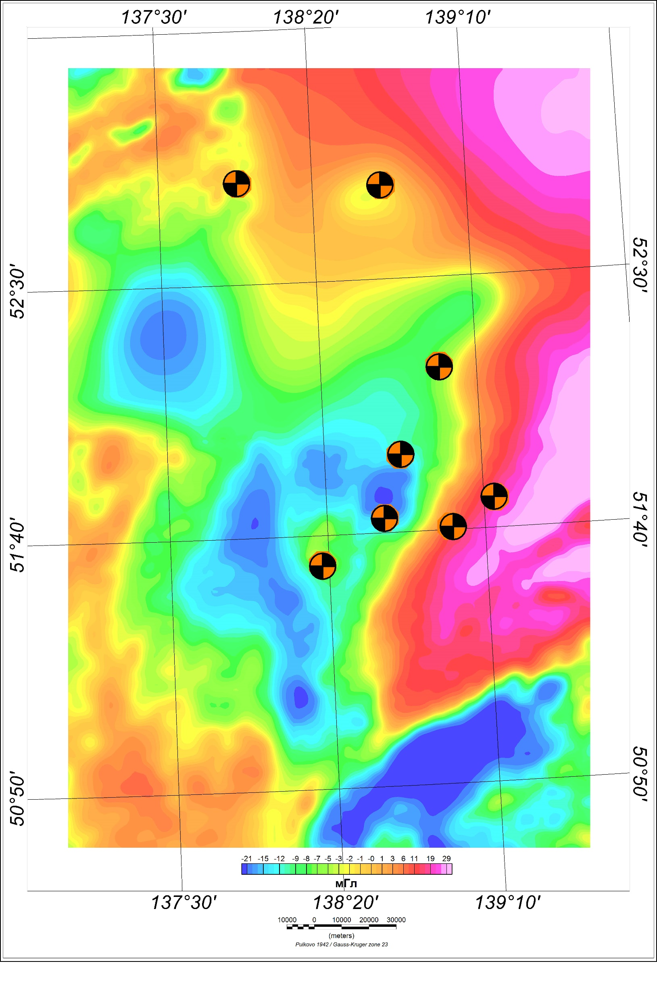 137°30' 138°20' 139°10'
52°30'
52°30'
51°40'
51°40'
50°50'
50°50'
-21 -15 -12 -9 -8 -7 -5 -3 -2 -1 -0 1 3 6 11 19 29
мГл
137°30' 138°20' 139°10'
10000 0 10000 20000 30000
(meters)
Pulkovo 1942 / Gauss-Kruger zone 23